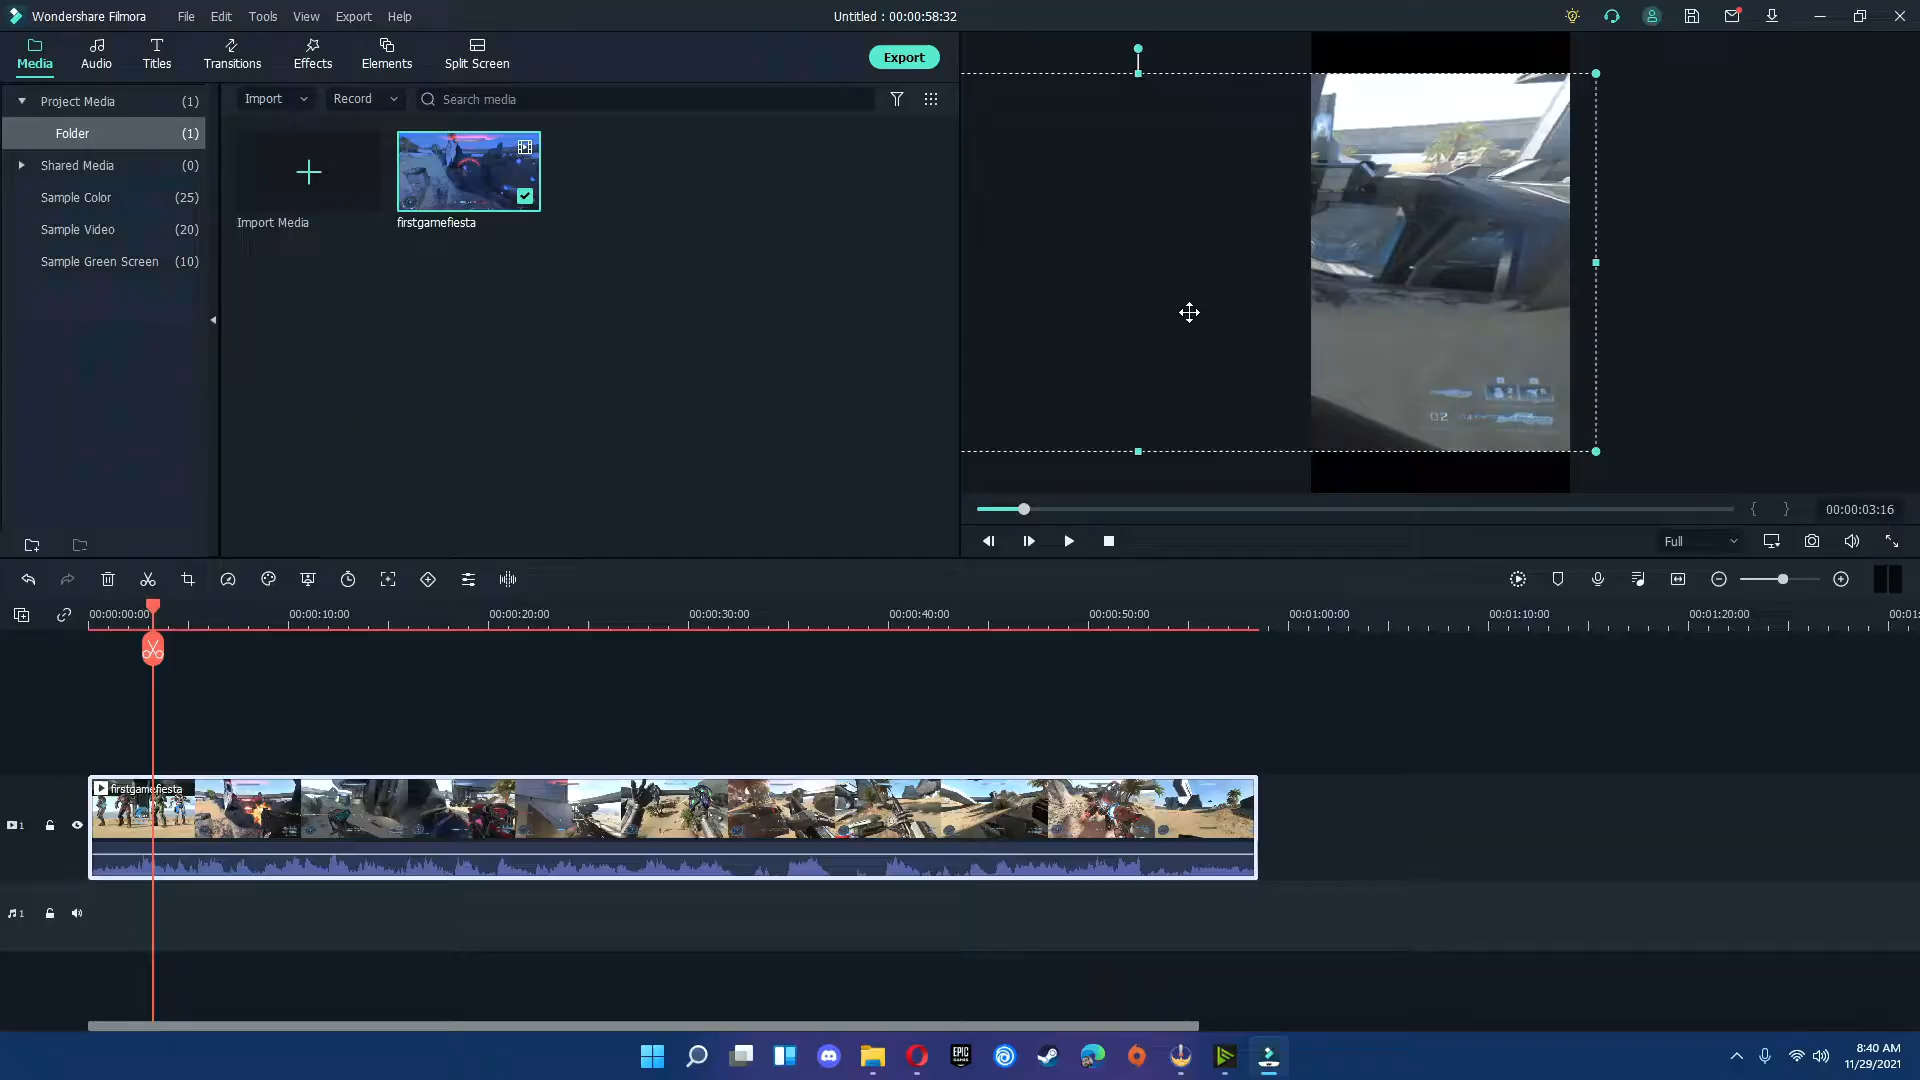 Wondershare Filmora File Edit Tools View Export Help Untitled : 00:00:58:32
Media Audio Titles Transitions Effects Elements Split Screen Export
Project Media (1)
Folder (1)
Shared Media (0)
Sample Color (25)
Sample Video (20)
Sample Green Screen (10)
Import Record Search media
Import Media firstgamefiesta
02
{ } 00:00:03:16
Full
00:00:00:00 00:00:10:00 00:00:20:00 00:00:30:00 00:00:40:00 00:00:50:00 00:01:00:00 00:01:10:00 00:01:20:00 00:01:
firstgamefiesta
1
1
EPIC GAMES
8:40 AM
11/29/2021